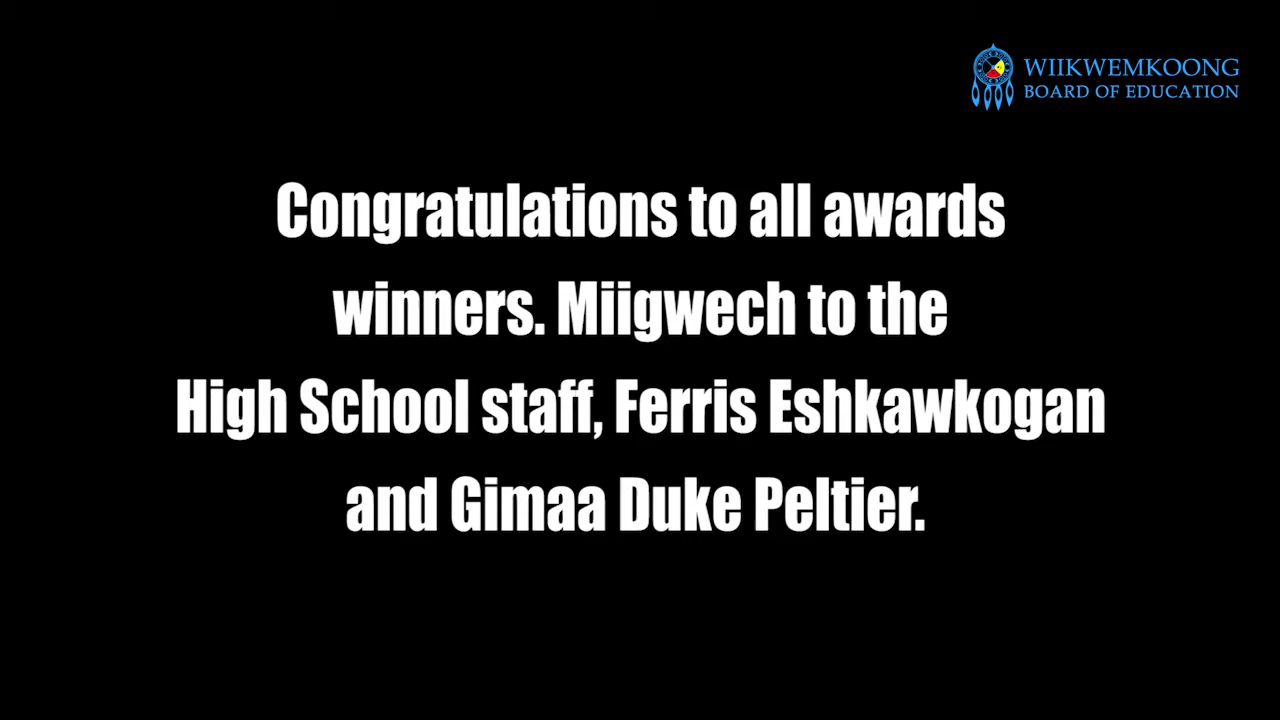 WIIKWEMKOONG
BOARD OF EDUCATION
Congratulations to all awards
winners. Miigwech to the
High School staff, Ferris Eshkawkogan
and Gimaa Duke Peltier.